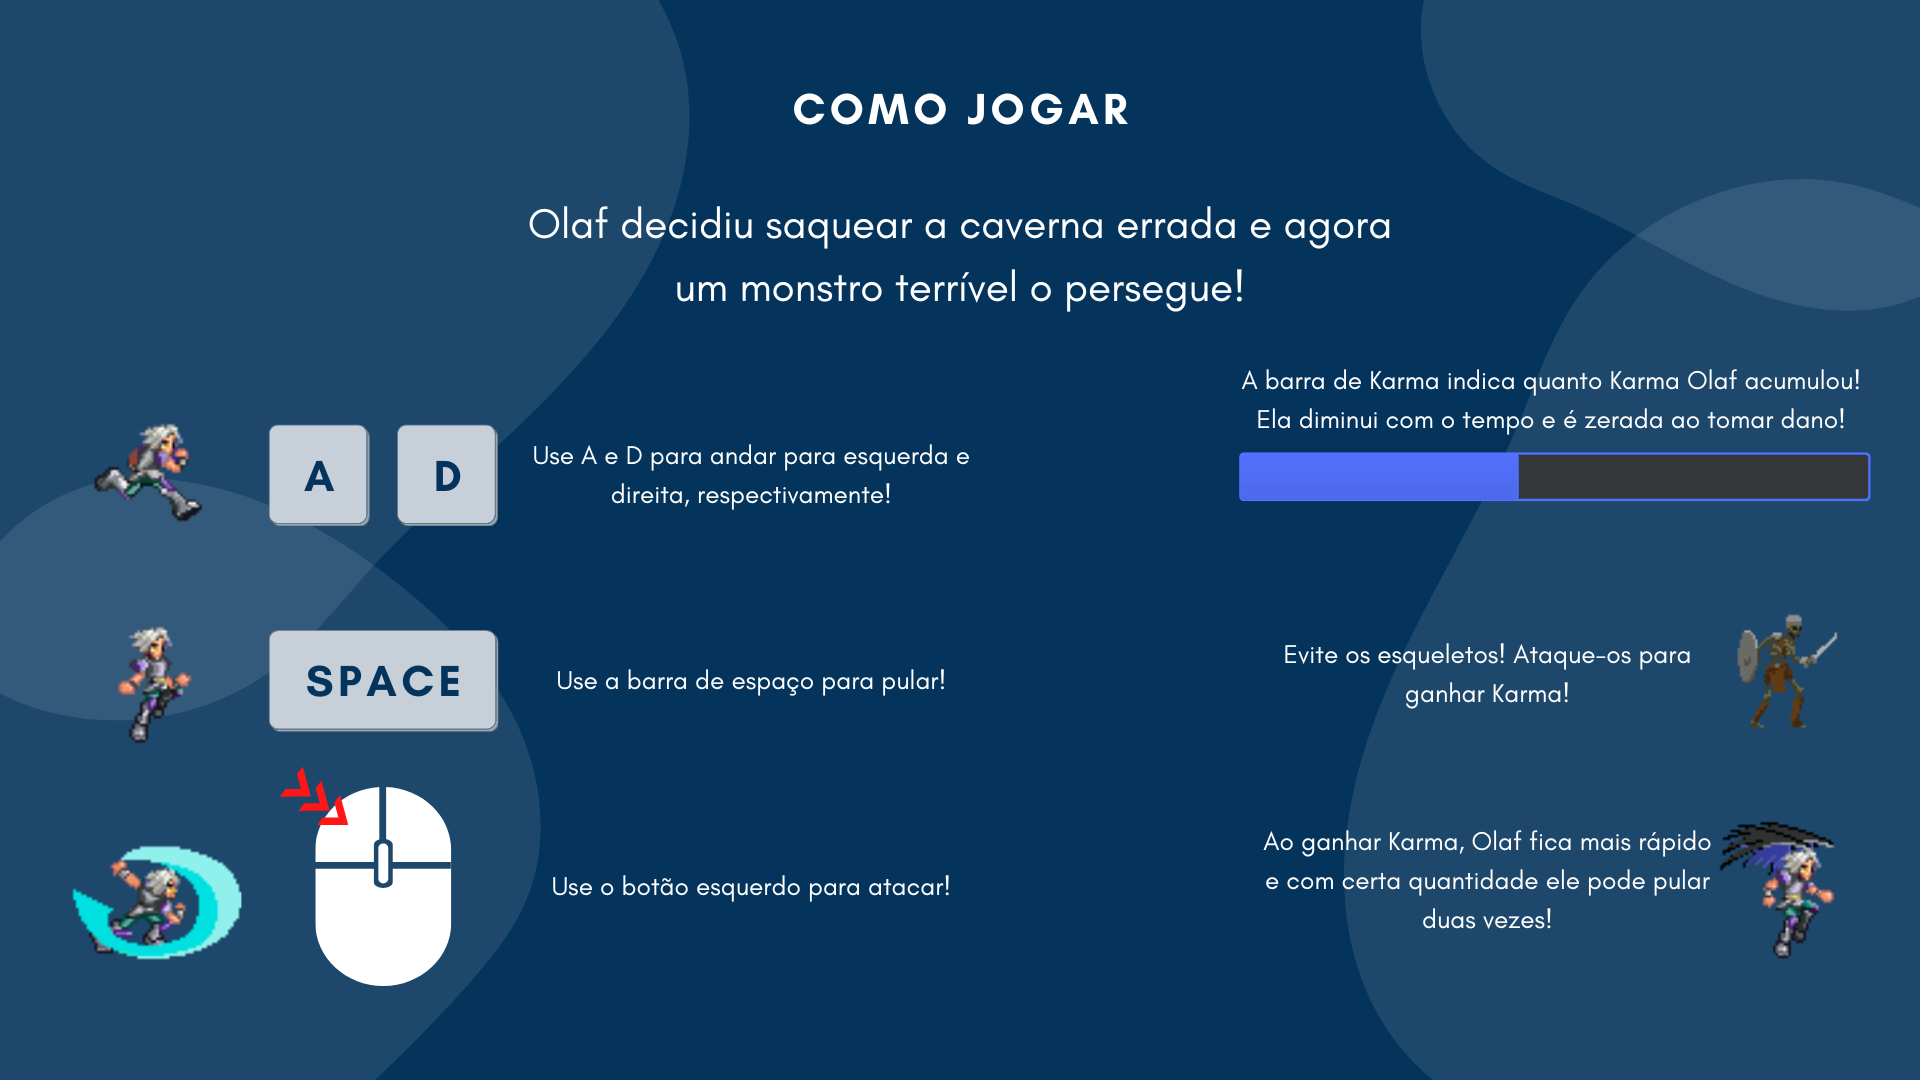 COMO JOGAR
Olaf decidiu saquear a caverna errada e agora
um monstro terrível o persegue!
A
D
Use A e D para andar para esquerda e
direita, respectivamente!
SPACE
Use a barra de espaço para pular!
Use o botão esquerdo para atacar!
A barra de Karma indica quanto Karma Olaf acumulou!
Ela diminui com o tempo e é zerada ao tomar dano!
Evite os esqueletos! Ataque-os para
ganhar Karma!
Ao ganhar Karma, Olaf fica mais rápido
e com certa quantidade ele pode pular
duas vezes!